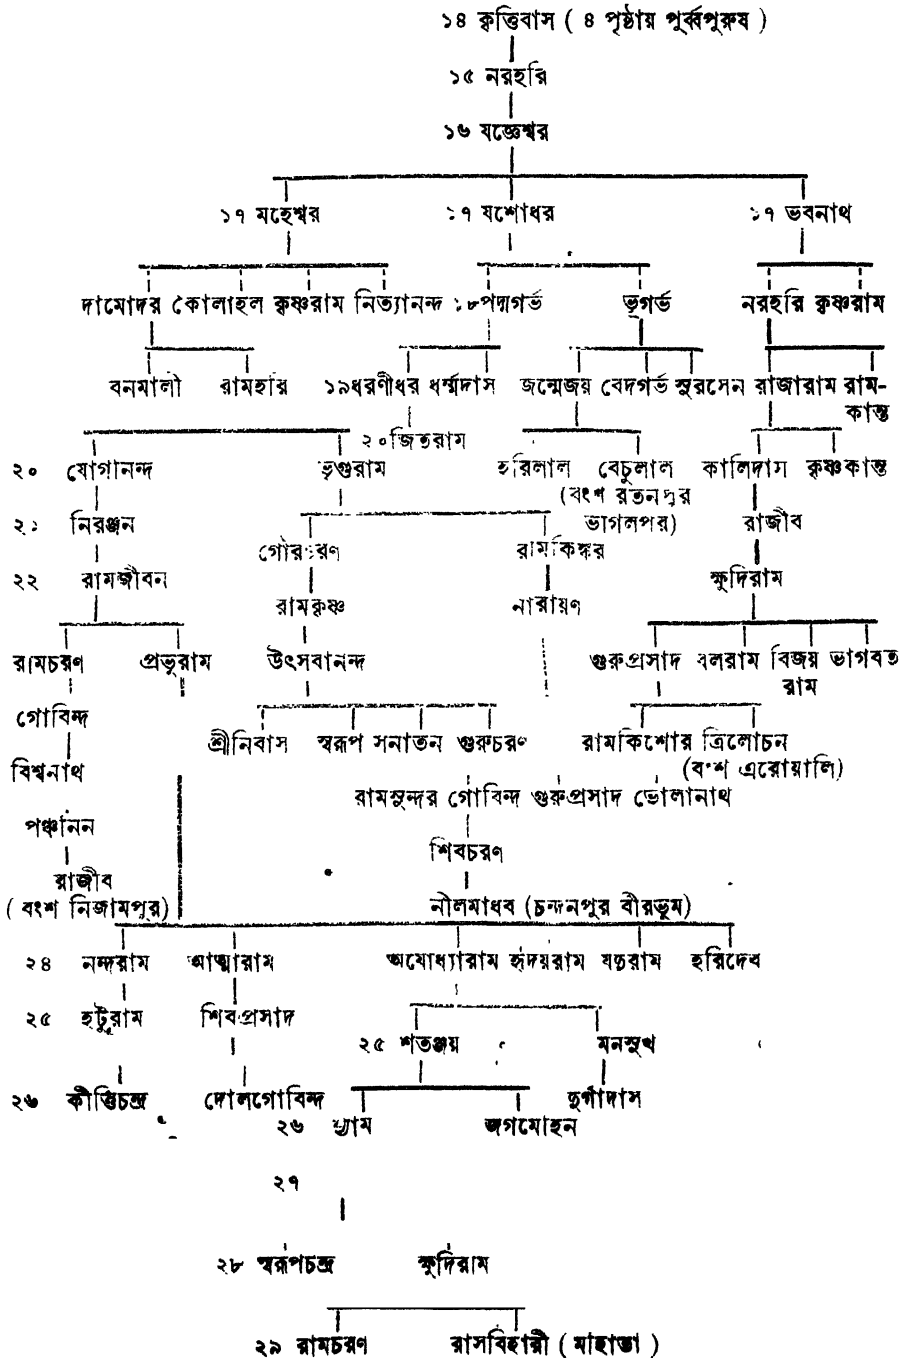 ১৪ কৃত্তিবাস ( ৪ পৃষ্ঠায় পূর্ব্বপুরুষ )
১৫ নরহরি
১৬ যজ্ঞেশ্বর
১৭ মহেশ্বর ১৭ যশোধর ১৭ ভবনাথ
দামোদর কোলাহল কৃষ্ণরাম নিত্যানন্দ ১৮পদ্মগর্ভ ভূগর্ভ নরহরি কৃষ্ণরাম
বনমালী রামহরি ১৯ধরণীধর ধর্ম্মদাস জন্মেজয় বেদগর্ভ সুরসেন রাজারাম রাম-
কান্ত
২০জিতরাম
২০ যোগানন্দ ভৃগুরাম হরিলাল বেচুলাল কালিদাস কৃষ্ণকান্ত
(বংশ রতনপুর
ভাগলপুর)
২১ নিরঞ্জন রাজীব
গৌরচরণ রামকিঙ্কর
২২ রামজীবন ক্ষুদিরাম
রামকৃষ্ণ নারায়ণ
রামচরণ প্রভুরাম উৎসবানন্দ গুরুপ্রসাদ বলরাম বিজয় ভাগবত
রাম
গোবিন্দ
শ্রীনিবাস স্বরূপ সনাতন গুরুচরণ রামকিশোর ত্রিলোচন
বিশ্বনাথ (বংশ এরোয়ালি)
রামসুন্দর গোবিন্দ গুরুপ্রসাদ ভোলানাথ
পঞ্চানন
শিবচরণ
রাজীব
( বংশ নিজামপুর) নীলমাধব (চন্দনপুর বীরভূম)
২৪ নন্দরাম আত্মারাম অযোধ্যারাম হৃদয়রাম যদুরাম হরিদেব
২৫ হটুরাম শিবপ্রসাদ
২৫ শতঞ্জয় মনসুখ
২৬ কীর্ত্তিচন্দ্র দোলগোবিন্দ দুর্গাদাস
২৬ শ্যাম জগমোহন
২৭
২৮ স্বরূপচন্দ্র ক্ষুদিরাম
২৯ রামচরণ রাসবিহারী ( মাহাতা )